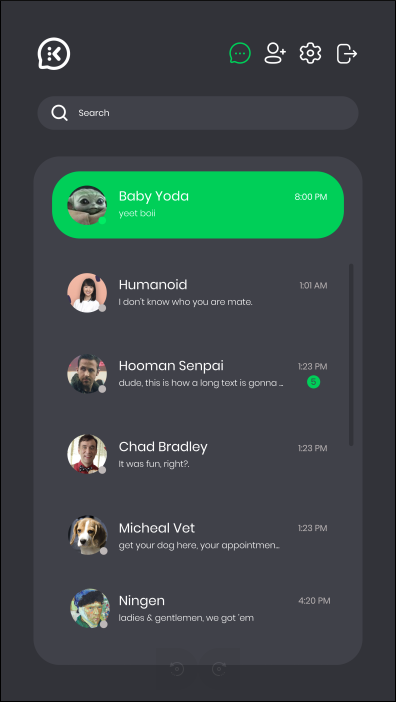 Search
Baby Yoda
8:00 PM
yeet boii
Humanoid
1:01 AM
I don't know who you are mate.
Hooman Senpai
1:23 PM
dude, this is how a long text is gonna ...
5
Chad Bradley
1:23 PM
It was fun, right?.
Micheal Vet
1:23 PM
get your dog here, your appointmen...
Ningen
4:20 PM
ladies & gentlemen, we got 'em